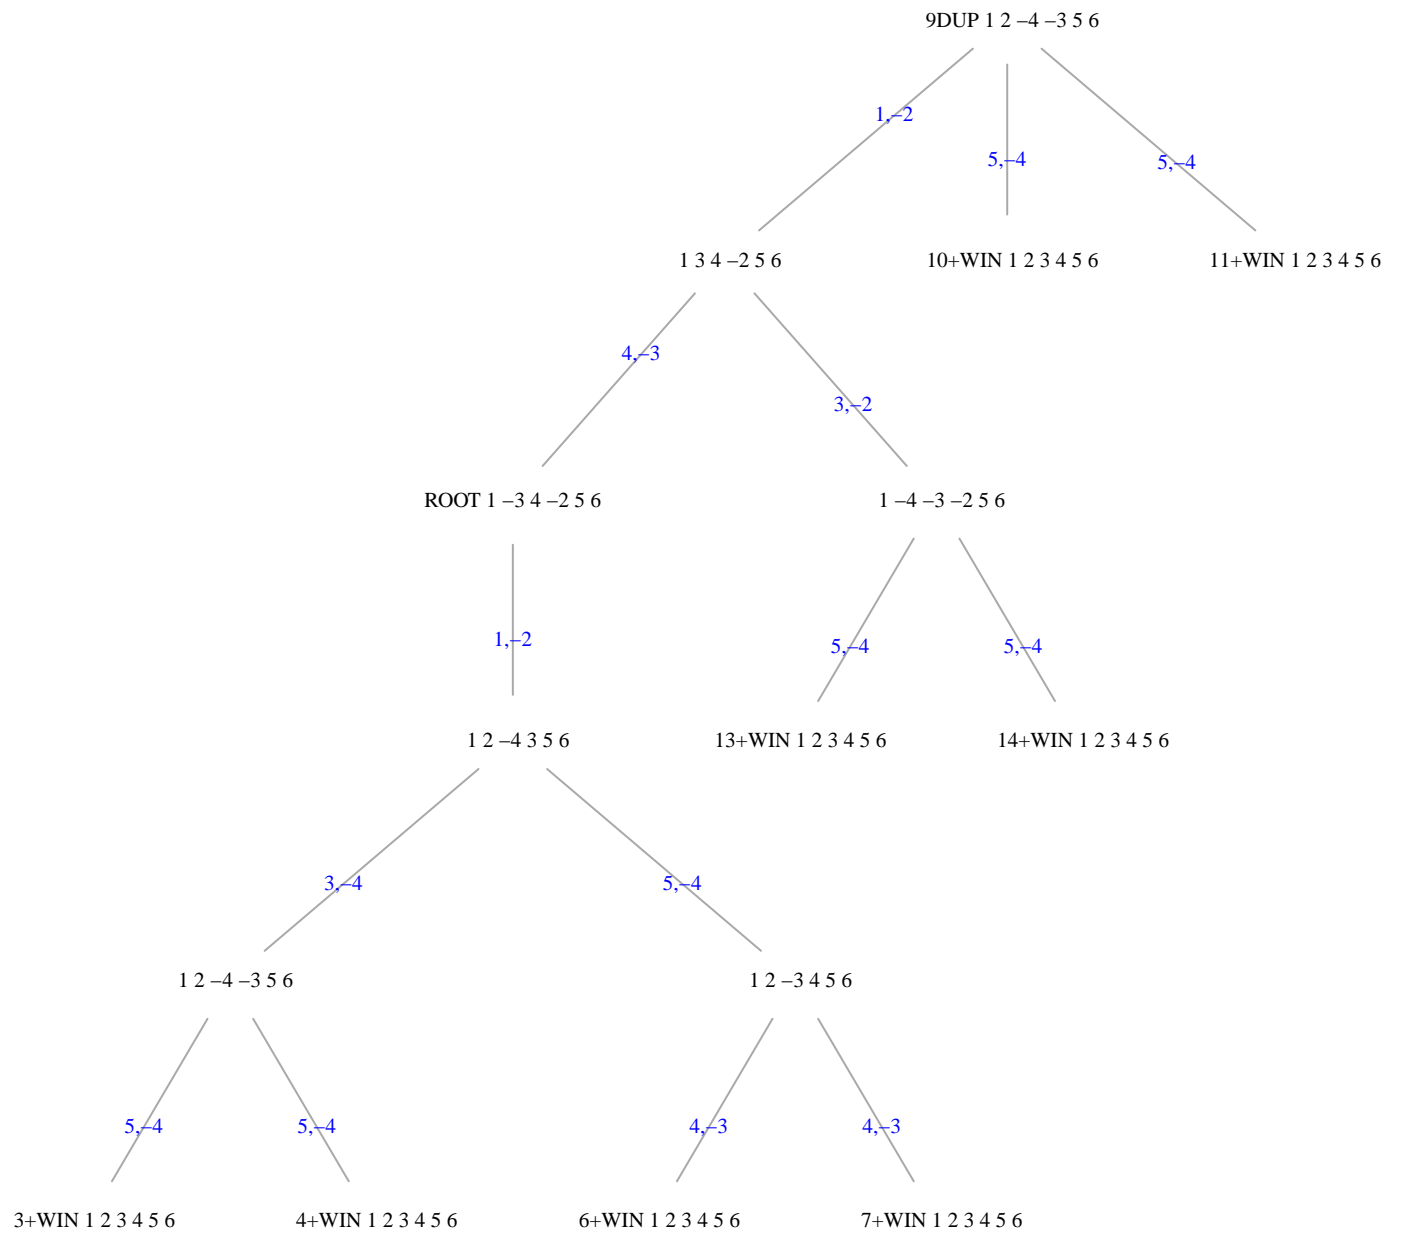 9DUP 1 2 –4 –3 5 6
1,–2
5,–4
5,–4
1 3 4 –2 5 6
10+WIN 1 2 3 4 5 6
11+WIN 1 2 3 4 5 6
4,–3
3,–2
ROOT 1 –3 4 –2 5 6
1 –4 –3 –2 5 6
1,–2
5,–4
5,–4
1 2 –4 3 5 6
13+WIN 1 2 3 4 5 6
14+WIN 1 2 3 4 5 6
3,–4
5,–4
1 2 –4 –3 5 6
1 2 –3 4 5 6
5,–4
5,–4
4,–3
4,–3
3+WIN 1 2 3 4 5 6
4+WIN 1 2 3 4 5 6
6+WIN 1 2 3 4 5 6
7+WIN 1 2 3 4 5 6